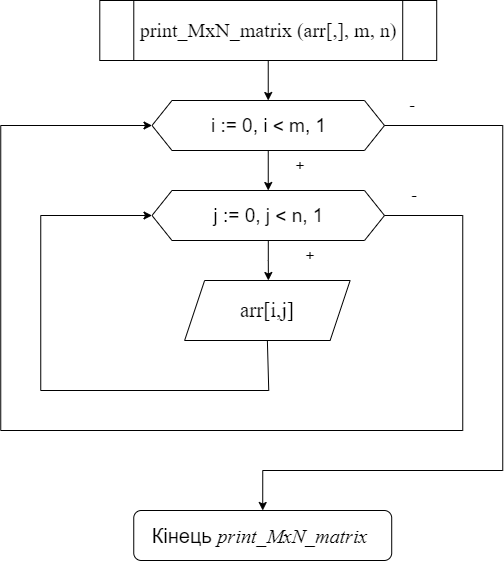 print_MxN_matrix (arr[,], m, n)
-
i := 0, i < m, 1
+
-
j := 0, j < n, 1
+
arr[i,j]
Кінець print_MxN_matrix